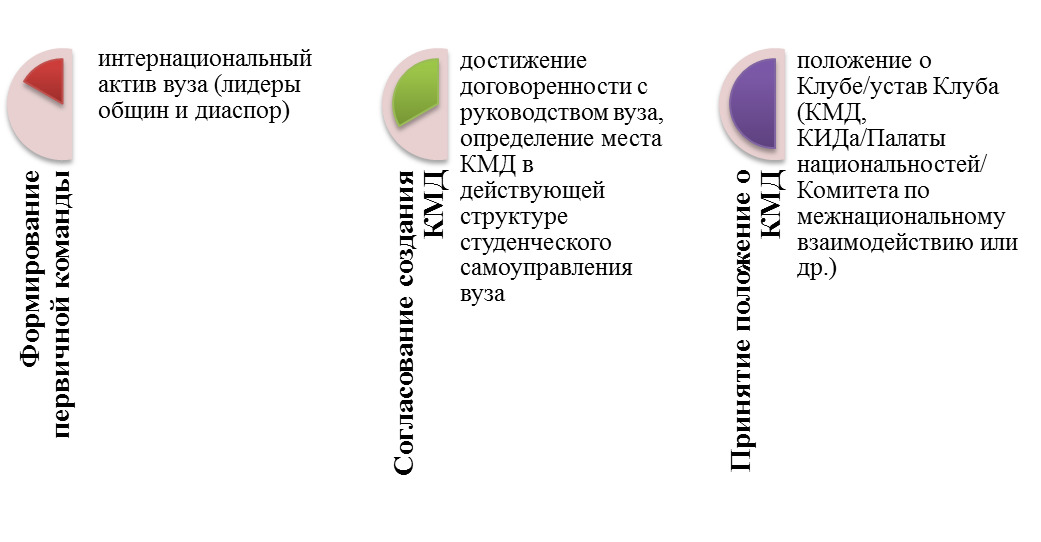 интернациональный
актив вуза (лидеры
общин и диаспор)
Формирование
первичной команды
достижение
договоренности с
руководством вуза,
определение места
КМД в
действующей
структуре
студенческого
самоуправления
вуза
Согласование создания
КМД
положение о
Клубе/устав Клуба
(КМД,
КИДа/Палаты
национальностей/
Комитета по
межнациональному
взаимодействию или
др.)
Принятие положение о
КМД